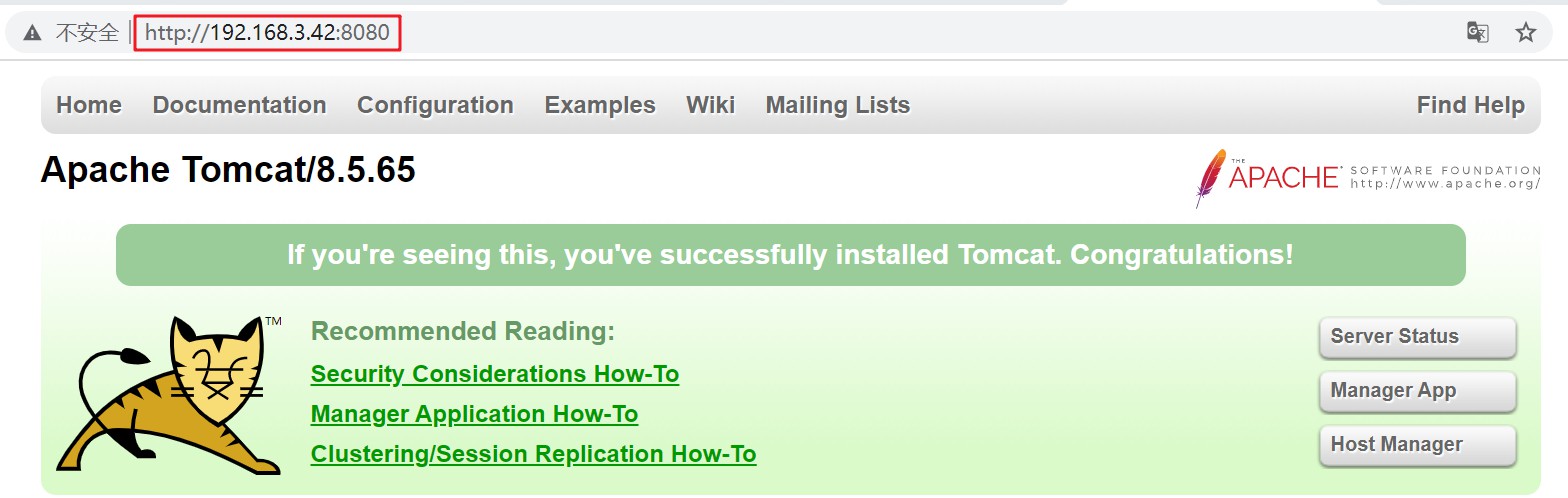 不安全 http://192.168.3.42:8080
Home Documentation Configuration Examples Wiki Mailing Lists Find Help
Apache Tomcat/8.5.65
THE
APACHE® SOFTWARE FOUNDATION
http://www.apache.org/
If you're seeing this, you've successfully installed Tomcat. Congratulations!
TM
Recommended Reading:
Security Considerations How-To
Manager Application How-To
Clustering/Session Replication How-To
Server Status
Manager App
Host Manager